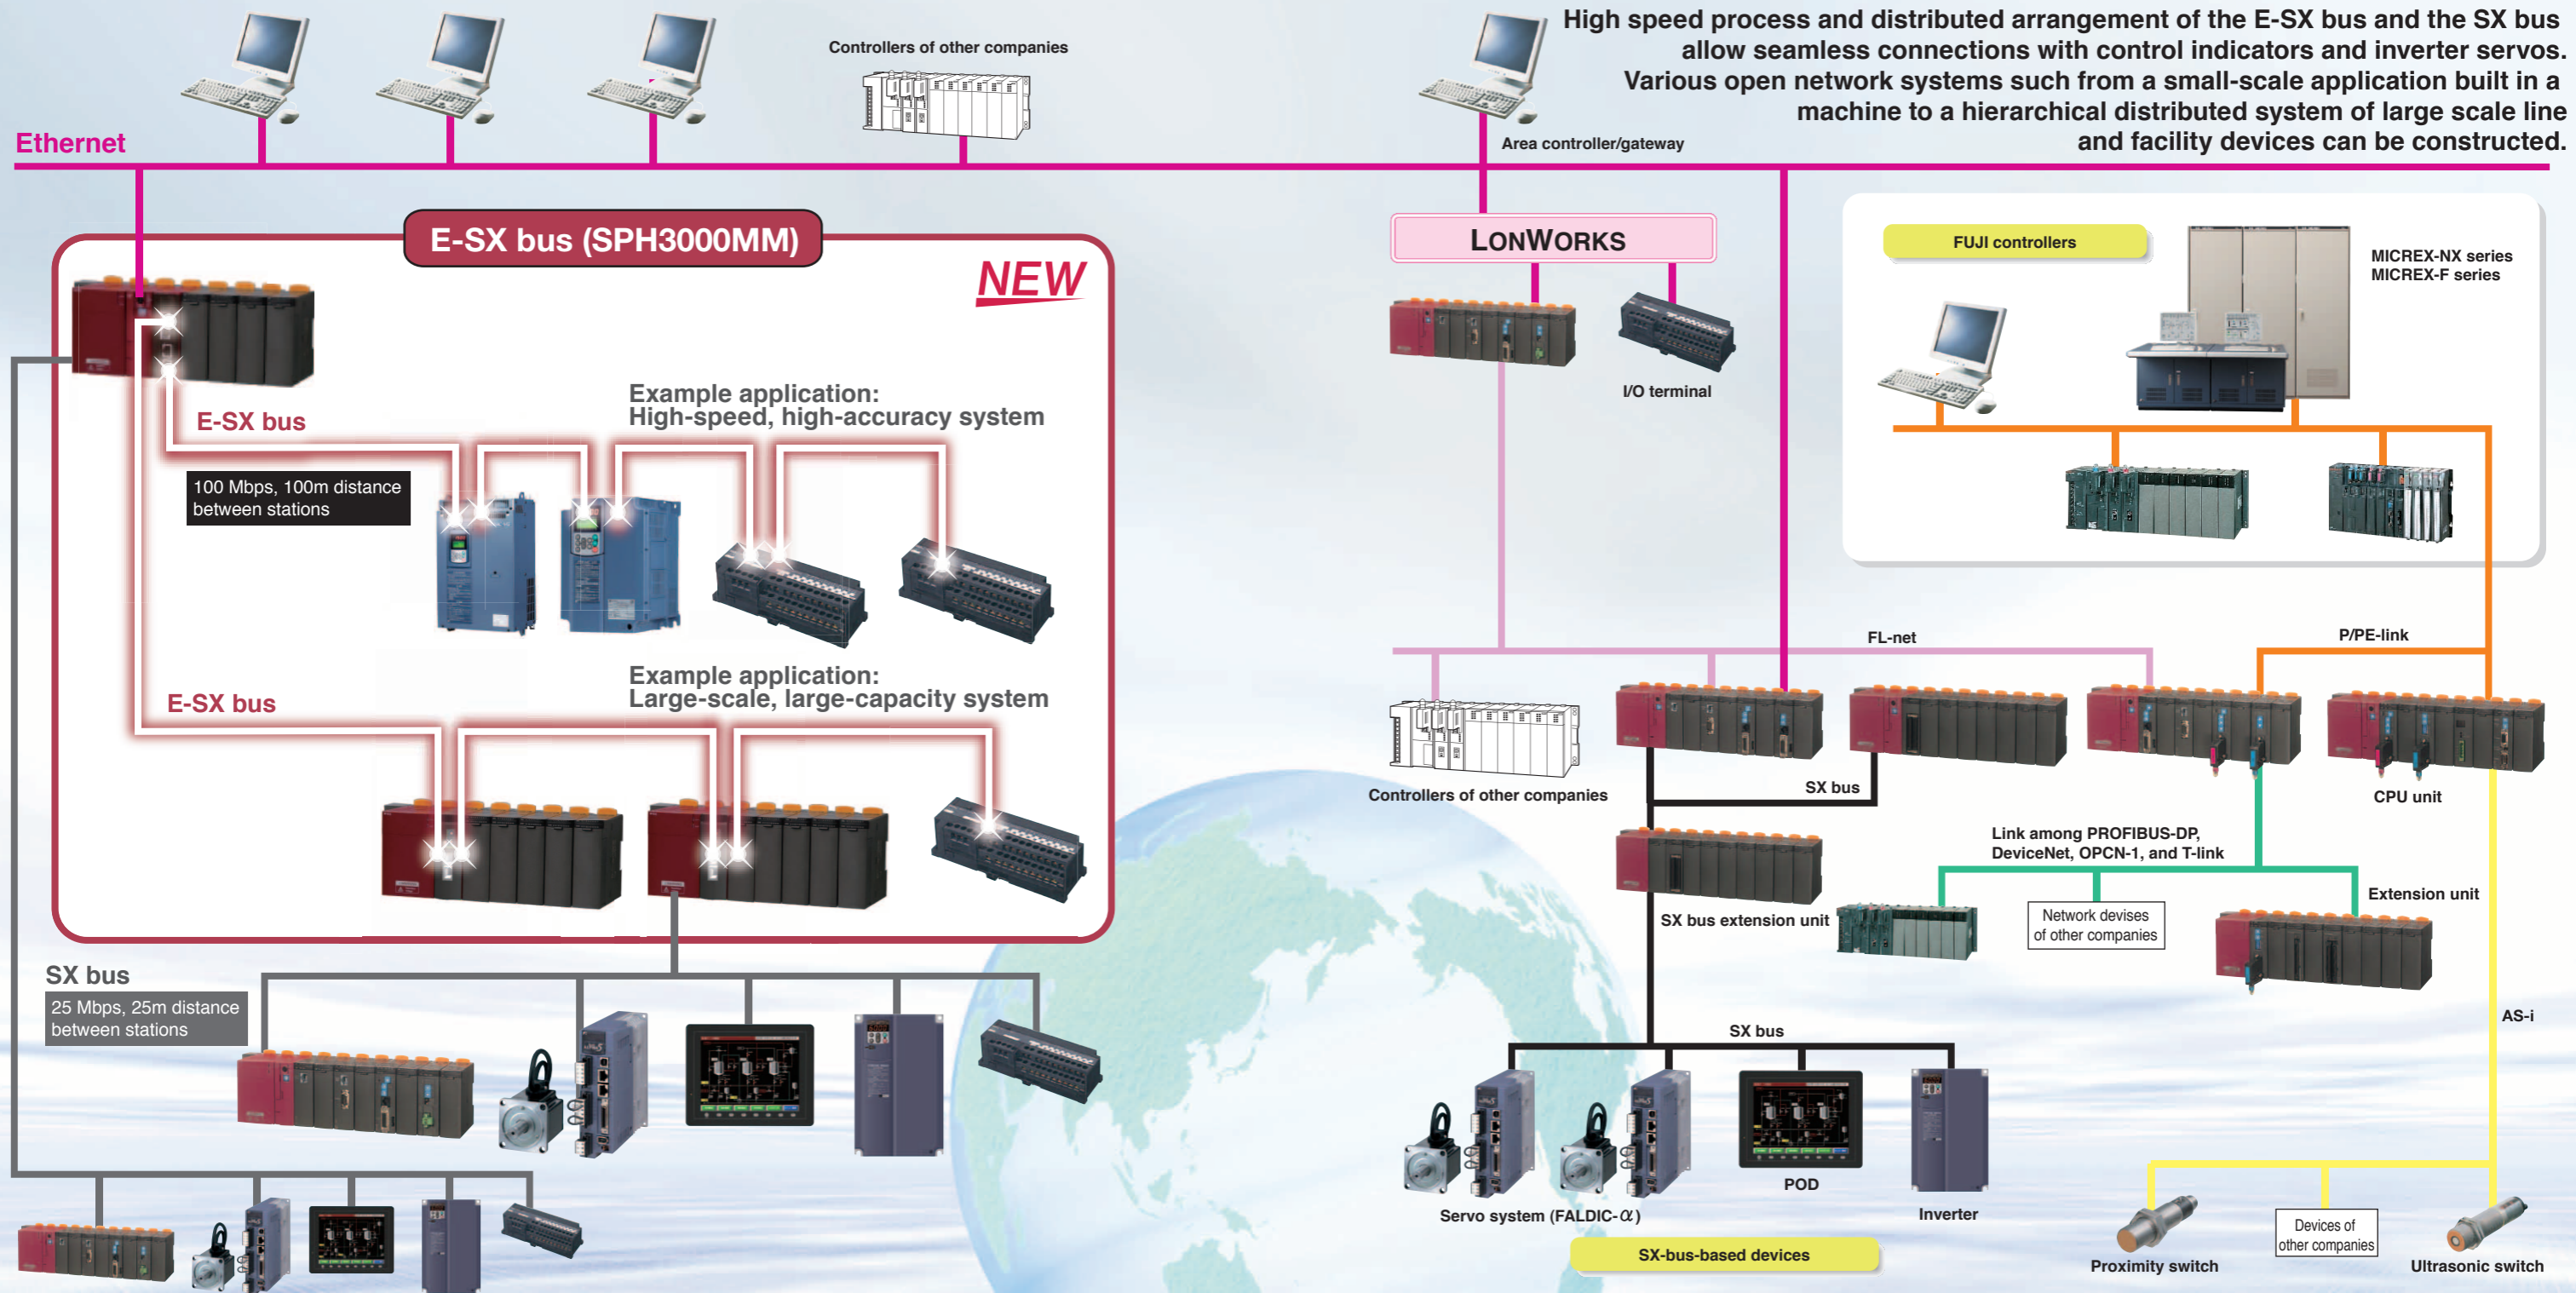 High speed process and distributed arrangement of the E-SX bus and the SX bus
allow seamless connections with control indicators and inverter servos.
Various open network systems such from a small-scale application built in a
machine to a hierarchical distributed system of large scale line
and facility devices can be constructed.
Controllers of other companies
Ethernet
Area controller/gateway
E-SX bus (SPH3000MM)
NEW
E-SX bus
100 Mbps, 100m distance
between stations
Example application:
High-speed, high-accuracy system
E-SX bus
Example application:
Large-scale, large-capacity system
SX bus
25 Mbps, 25m distance
between stations
LONWORKS
I/O terminal
FUJI controllers
MICREX-NX series
MICREX-F series
FL-net
P/PE-link
Controllers of other companies
SX bus
CPU unit
Link among PROFIBUS-DP,
DeviceNet, OPCN-1, and T-link
SX bus extension unit
Network devises
of other companies
Extension unit
AS-i
SX bus
Servo system (FALDIC-α)
POD
Inverter
SX-bus-based devices
Proximity switch
Devices of
other companies
Ultrasonic switch